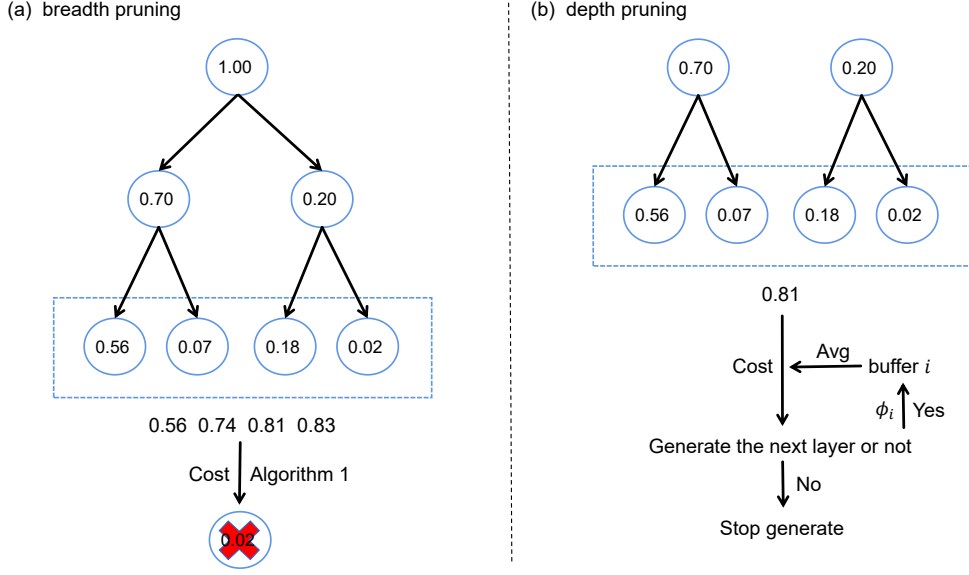 (a) breadth pruning
1.00
0.70 0.20
0.56 0.07 0.18 0.02
0.56 0.74 0.81 0.83
Cost Algorithm 1
0.02
(b) depth pruning
0.70 0.20
0.56 0.07 0.18 0.02
0.81
Avg
Cost buffer i
ϕᵢ Yes
Generate the next layer or not
No
Stop generate